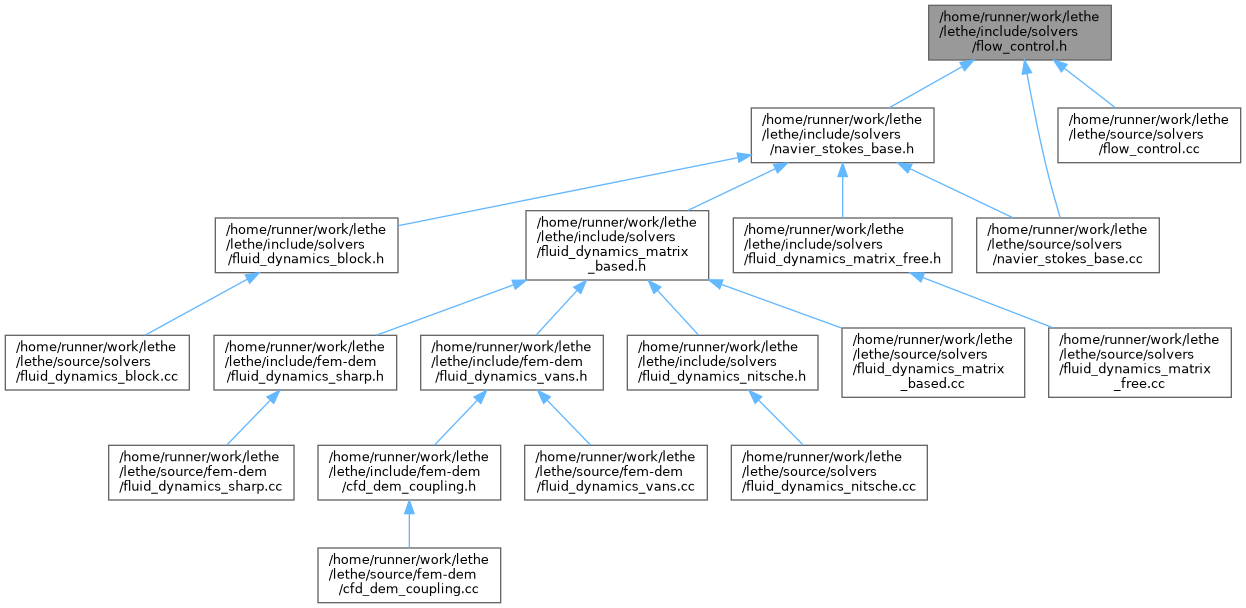 /home/runner/work/lethe
/lethe/include/solvers
/flow_control.h
/home/runner/work/lethe
/lethe/include/solvers
/navier_stokes_base.h
/home/runner/work/lethe
/lethe/source/solvers
/flow_control.cc
/home/runner/work/lethe
/lethe/include/solvers
/fluid_dynamics_block.h
/home/runner/work/lethe
/lethe/include/solvers
/fluid_dynamics_matrix
_based.h
/home/runner/work/lethe
/lethe/include/solvers
/fluid_dynamics_matrix_free.h
/home/runner/work/lethe
/lethe/source/solvers
/navier_stokes_base.cc
/home/runner/work/lethe
/lethe/source/solvers
/fluid_dynamics_block.cc
/home/runner/work/lethe
/lethe/include/fem-dem
/fluid_dynamics_sharp.h
/home/runner/work/lethe
/lethe/include/fem-dem
/fluid_dynamics_vans.h
/home/runner/work/lethe
/lethe/include/solvers
/fluid_dynamics_nitsche.h
/home/runner/work/lethe
/lethe/source/solvers
/fluid_dynamics_matrix
_based.cc
/home/runner/work/lethe
/lethe/source/solvers
/fluid_dynamics_matrix
_free.cc
/home/runner/work/lethe
/lethe/source/fem-dem
/fluid_dynamics_sharp.cc
/home/runner/work/lethe
/lethe/include/fem-dem
/cfd_dem_coupling.h
/home/runner/work/lethe
/lethe/source/fem-dem
/fluid_dynamics_vans.cc
/home/runner/work/lethe
/lethe/source/solvers
/fluid_dynamics_nitsche.cc
/home/runner/work/lethe
/lethe/source/fem-dem
/cfd_dem_coupling.cc